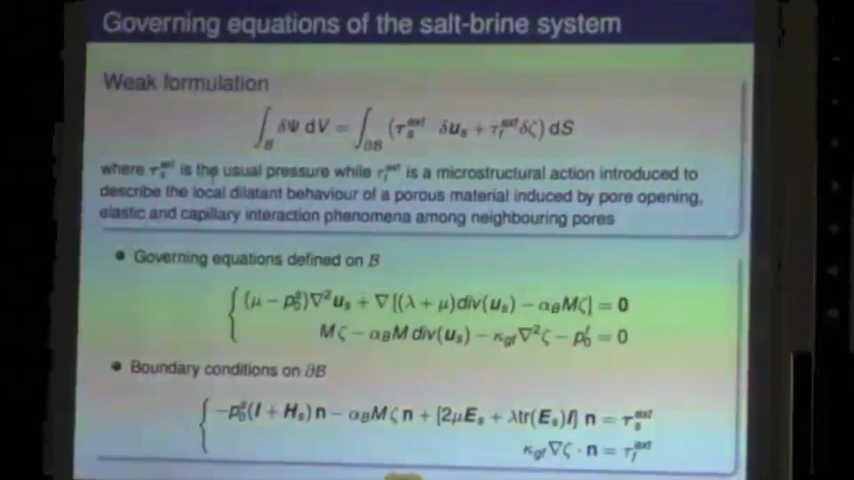 Governing equations of the salt-brine system
Weak formulation
∫_B δΨ dV = ∫_∂B (τ_s^ext δu_s + τ_f^ext δζ) dS
where τ_s^ext is the usual pressure while τ_f^ext is a microstructural action introduced to
describe the local dilatant behaviour of a porous material induced by pore opening,
elastic and capillary interaction phenomena among neighbouring pores
Governing equations defined on B
(μ − p_0^s)∇²u_s + ∇[(λ + μ)div(u_s) − α_B Mζ] = 0
Mζ − α_B M div(u_s) − κ_gf ∇²ζ − p_0^f = 0
Boundary conditions on ∂B
−p_0^s(I + H_s) n − α_B M ζ n + [2μE_s + λtr(E_s)I] n = τ_s^ext
κ_gf ∇ζ · n = τ_f^ext